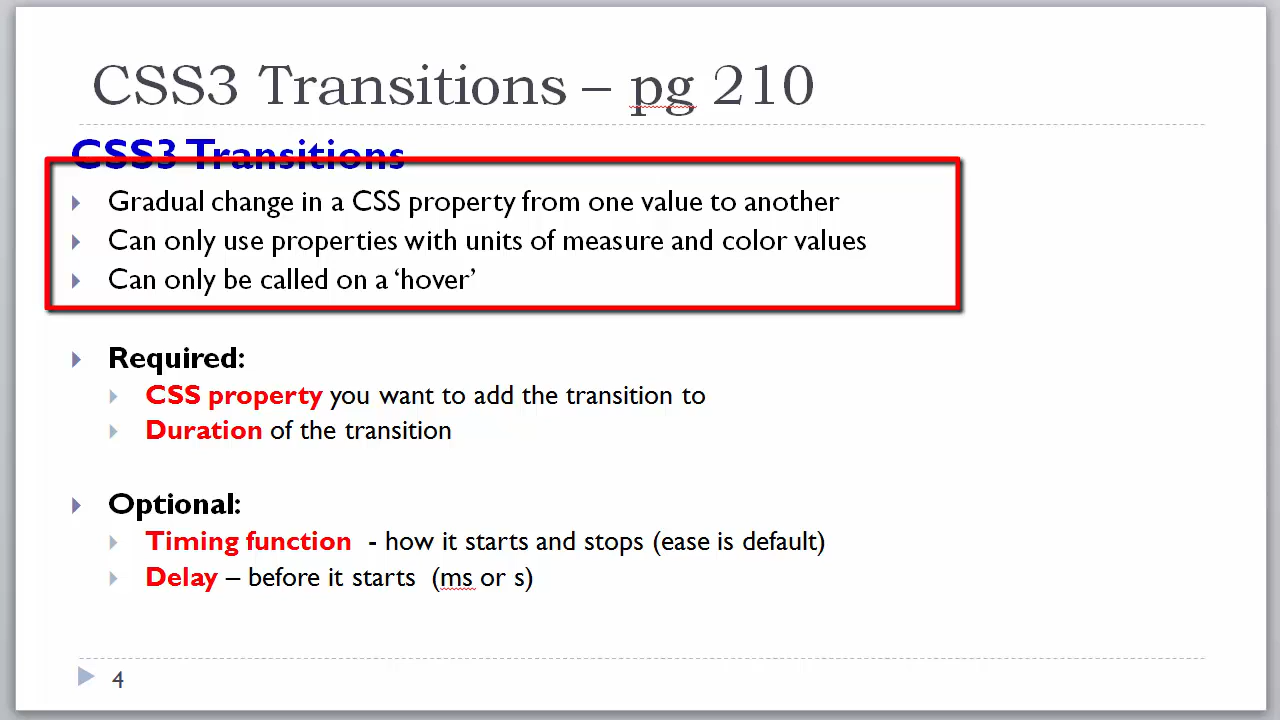 CSS3 Transitions – pg 210
CSS3 Transitions
Gradual change in a CSS property from one value to another
Can only use properties with units of measure and color values
Can only be called on a ‘hover’
Required:
CSS property you want to add the transition to
Duration of the transition
Optional:
Timing function - how it starts and stops (ease is default)
Delay – before it starts (ms or s)
4